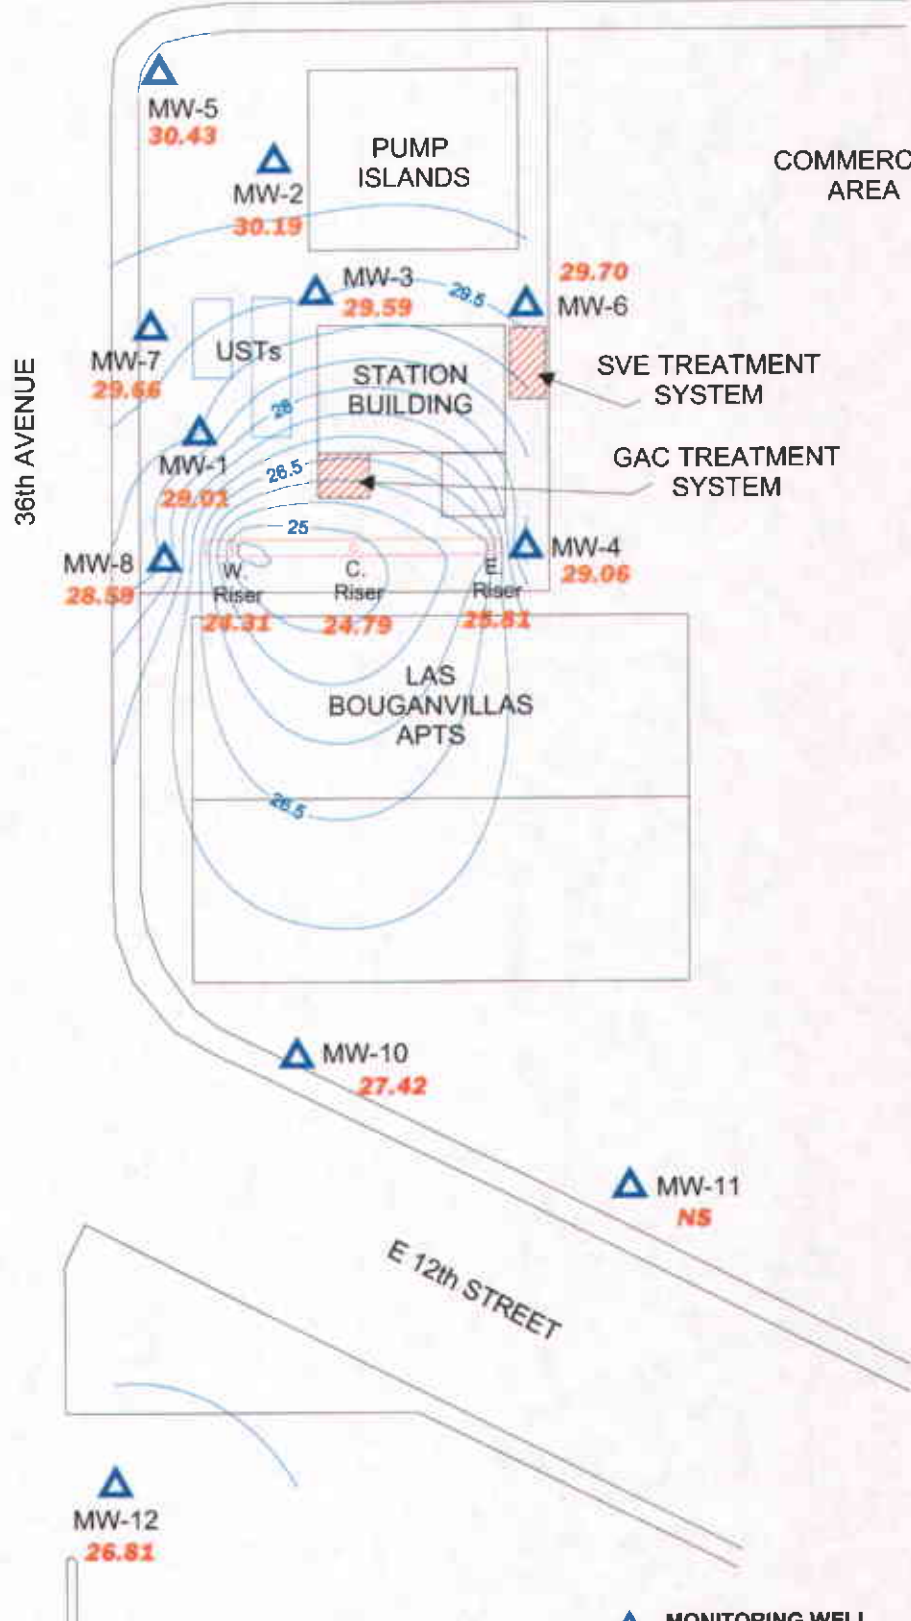 MW-5
30.43
PUMP
ISLANDS
COMMERC
AREA
MW-2
30.19
MW-3
29.59
29.5
29.70
MW-6
MW-7
29.66
USTs
STATION
BUILDING
SVE TREATMENT
SYSTEM
36th AVENUE
28
MW-1
29.01
26.5
GAC TREATMENT
SYSTEM
25
MW-8
28.59
MW-4
29.06
W.
Riser
24.31
C.
Riser
24.79
E.
Riser
25.81
LAS
BOUGANVILLAS
APTS
26.5
MW-10
27.42
MW-11
NS
E 12th STREET
MW-12
26.81
MONITORING WELL